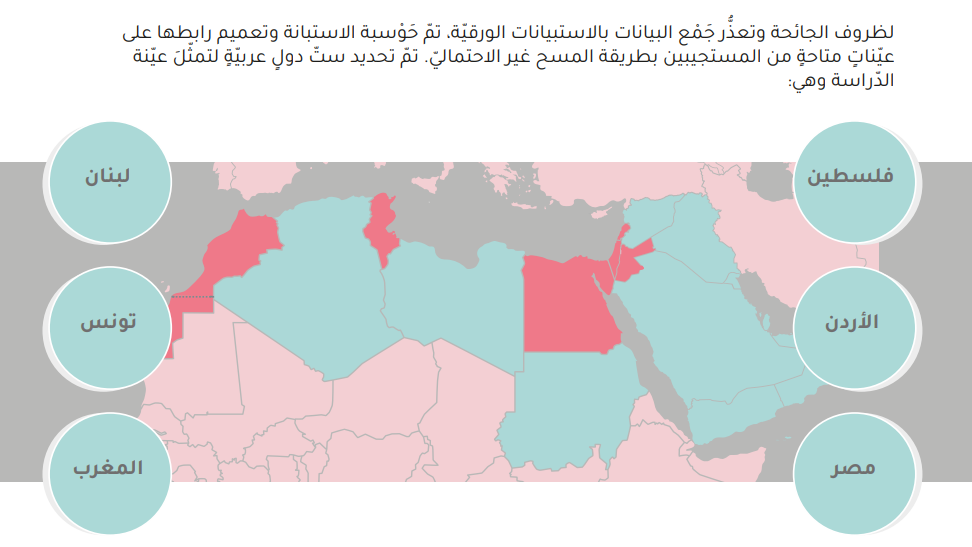 لظروف الجائحة وتعذُّر جَمْع البيانات بالاستبيانات الورقيّة، تمّ حَوْسبة الاستبانة وتعميم رابطها على
عيّناتٍ متاحةٍ من المستجيبين بطريقة المسح غير الاحتماليّ. تمّ تحديد ستّ دولٍ عربيّةٍ لتمثّلَ عيّنة
الدّراسة وهي:
فلسطين
لبنان
الأردن
تونس
مصر
المغرب